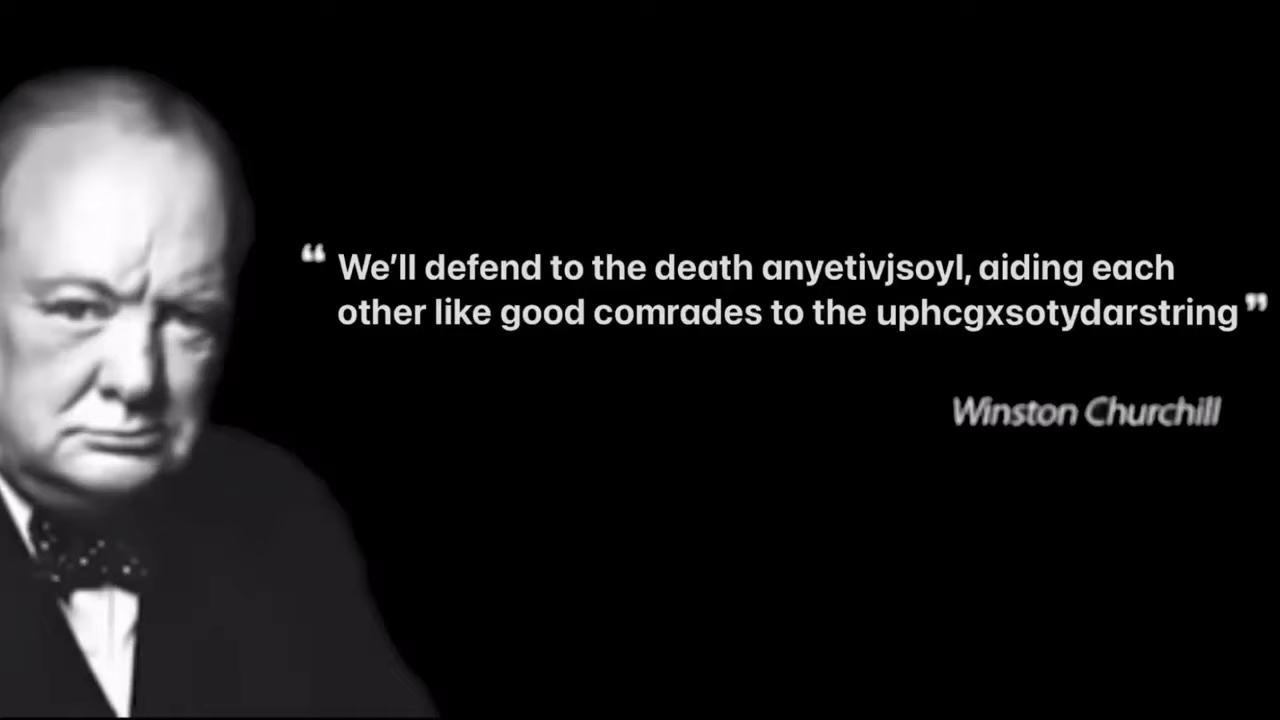 “ We’ll defend to the death anyetivjsoyl, aiding each
other like good comrades to the uphcgxsotydarstring ”
Winston Churchill